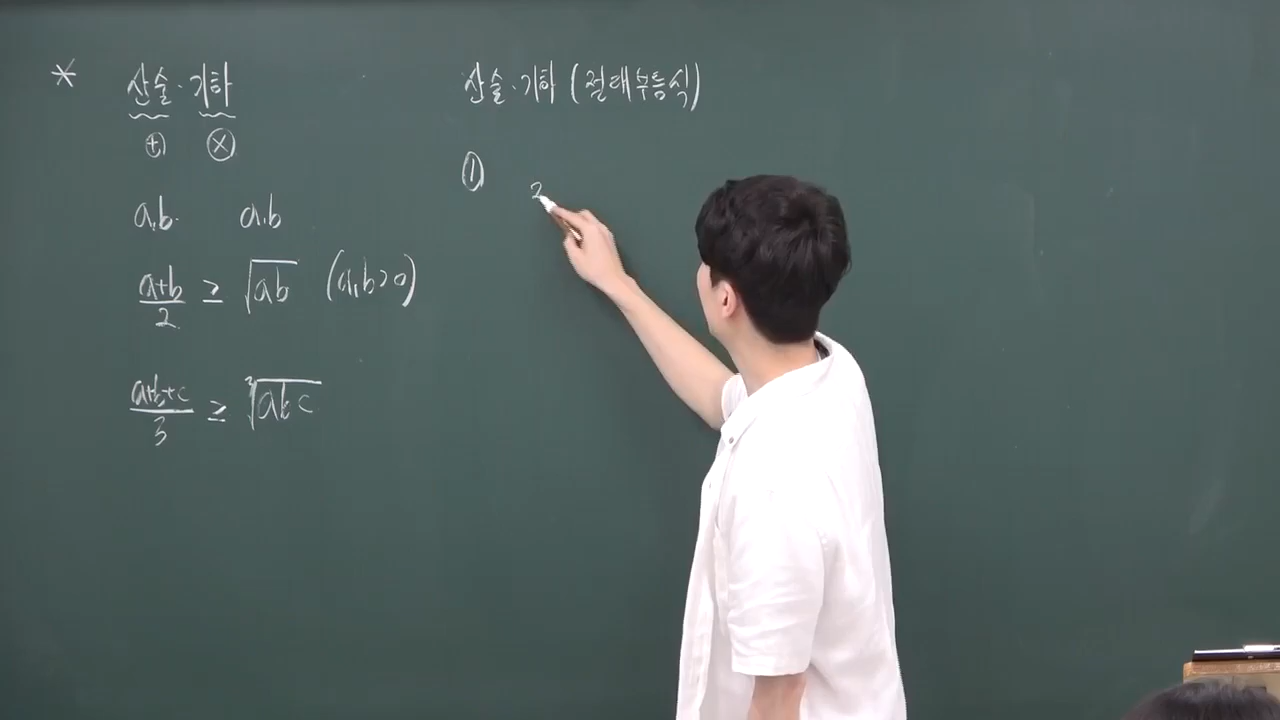 * 산술·기하
⊕ ⊗
a,b. a.b
(a+b)/2 ≥ √ab (a,b>0)
(a+b+c)/3 ≥ ∛abc
산술·기하 (절대부등식)
①
2